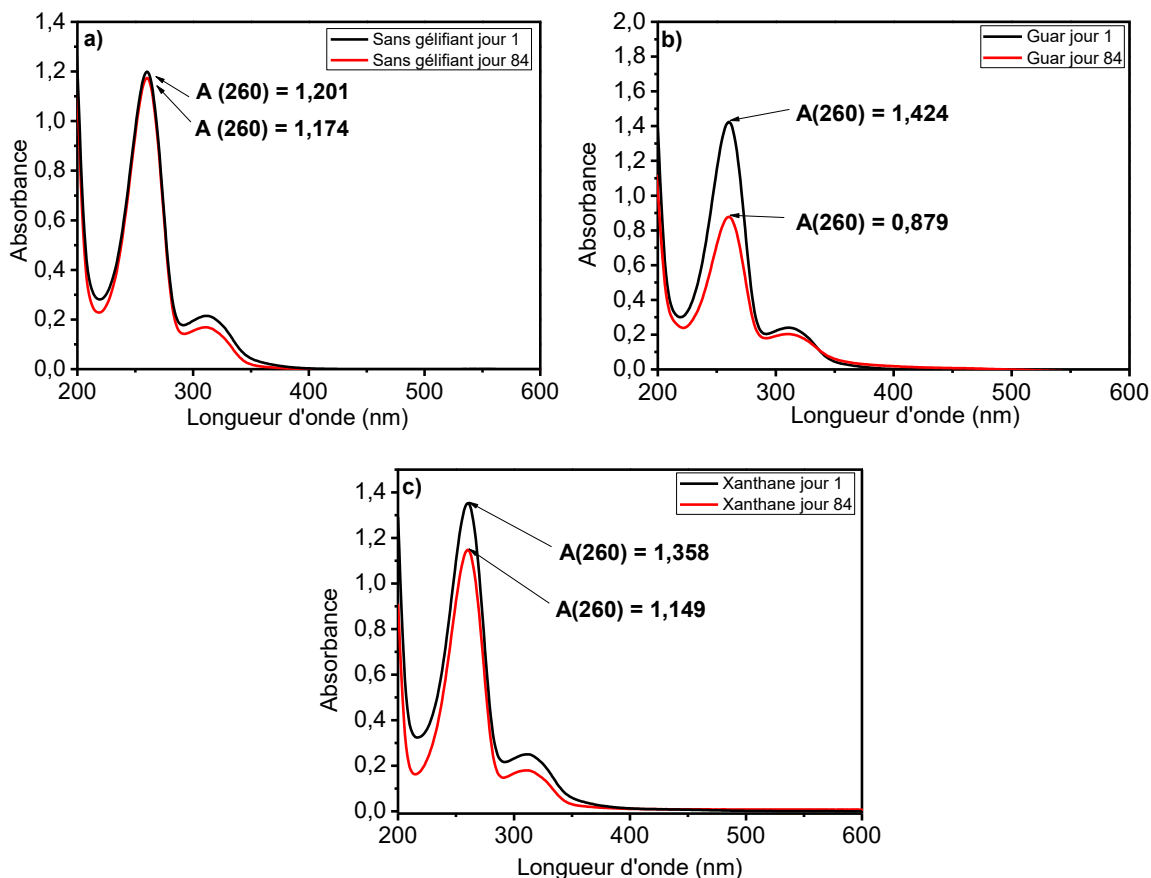 a)
Sans gélifiant jour 1
Sans gélifiant jour 84
A (260) = 1,201
A (260) = 1,174
Absorbance
1,2
1,0
0,8
0,6
0,4
0,2
0,0
200 300 400 500 600
Longueur d'onde (nm)
b)
Guar jour 1
Guar jour 84
A(260) = 1,424
A(260) = 0,879
Absorbance
2,0
1,8
1,6
1,4
1,2
1,0
0,8
0,6
0,4
0,2
0,0
200 300 400 500 600
Longueur d'onde (nm)
c)
Xanthane jour 1
Xanthane jour 84
A(260) = 1,358
A(260) = 1,149
Absorbance
1,4
1,2
1,0
0,8
0,6
0,4
0,2
0,0
200 300 400 500 600
Longueur d'onde (nm)